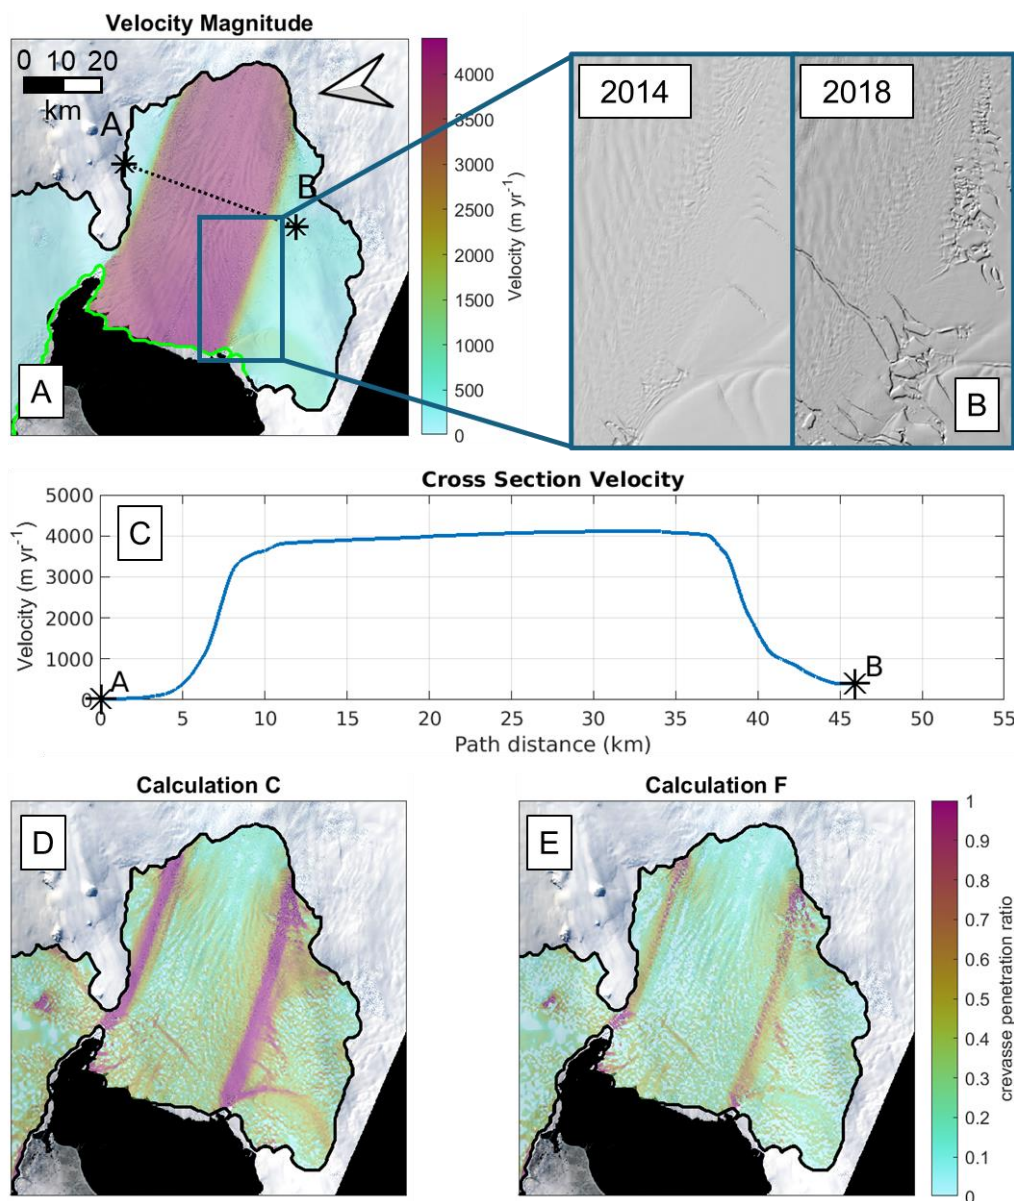 Velocity Magnitude
0 10 20
km
A
B
A
4000
3500
3000
2500
2000
1500
1000
500
0
Velocity (m yr⁻¹)
2014
2018
B
Cross Section Velocity
C
5000
4000
3000
2000
1000
0
Velocity (m yr⁻¹)
A
B
0 5 10 15 20 25 30 35 40 45 50 55
Path distance (km)
Calculation C
D
Calculation F
E
1
0.9
0.8
0.7
0.6
0.5
0.4
0.3
0.2
0.1
0
crevasse penetration ratio